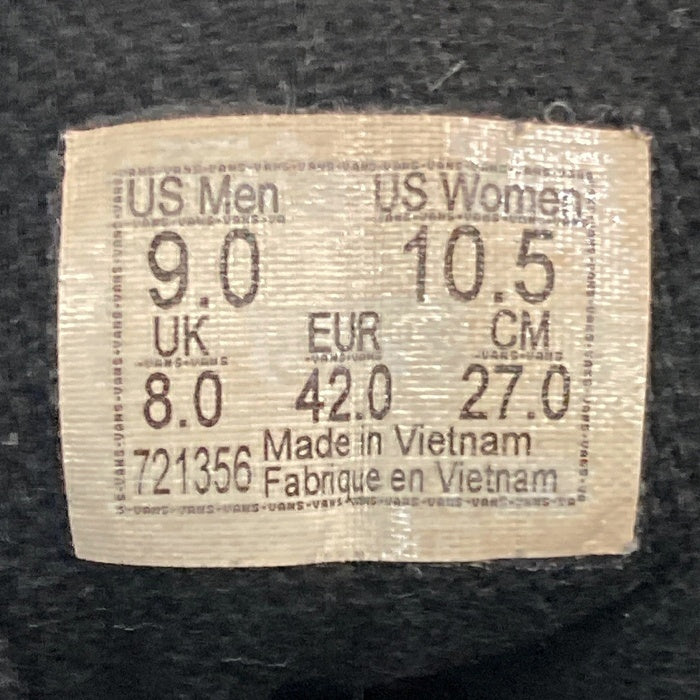 US Men US Women
9.0 10.5
UK EUR CM
8.0 42.0 27.0
721356 Made in Vietnam
Fabrique en Vietnam